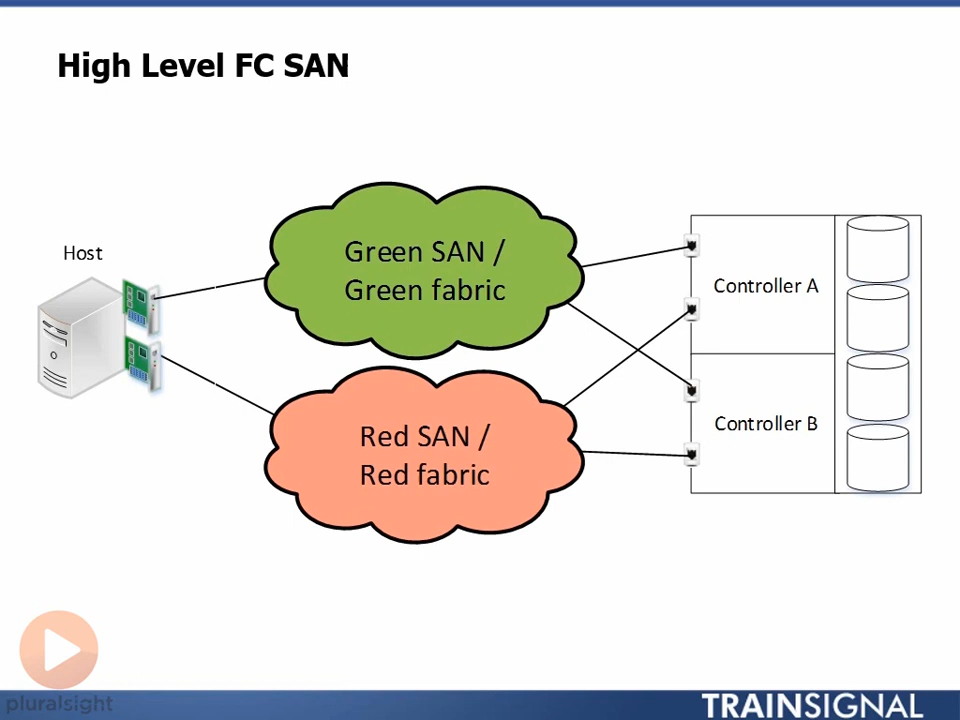 High Level FC SAN
Host
Green SAN /
Green fabric
Controller A
Red SAN /
Red fabric
Controller B
pluralsight
TRAINSIGNAL